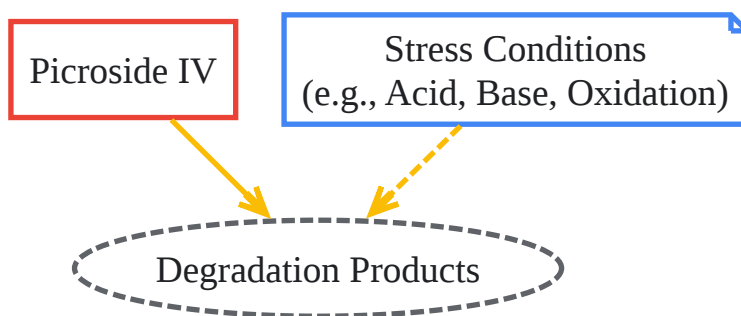 Picroside IV
Stress Conditions
(e.g., Acid, Base, Oxidation)
Degradation Products